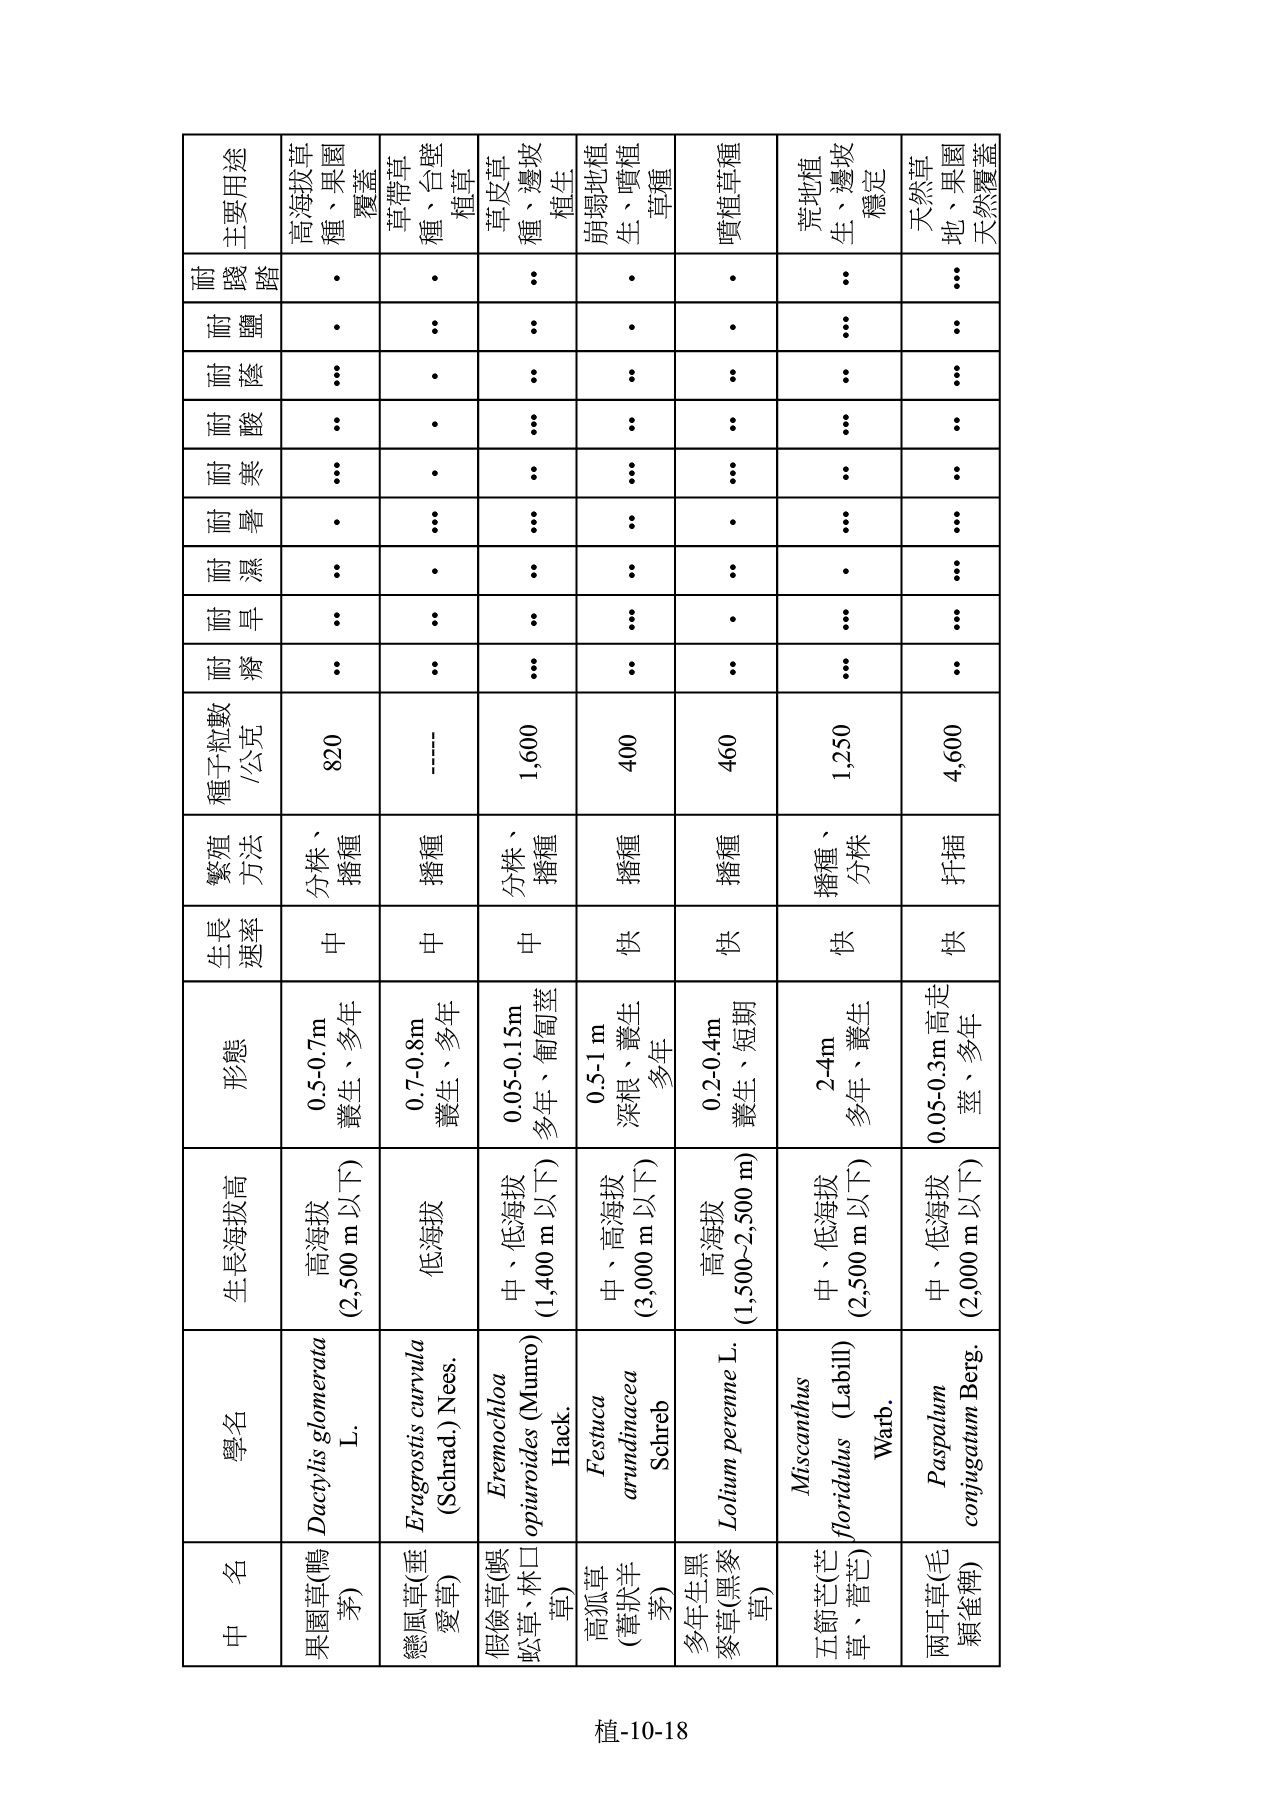 中 名
學名
生長海拔高
形態
生長
速率
繁殖
方法
種子粒數
/公克
耐
瘠
耐
旱
耐
濕
耐
暑
耐
寒
耐
酸
耐
蔭
耐
鹽
耐
踐
踏
主要用途
果園草(鴨
茅)
Dactylis glomerata
L.
高海拔
(2,500 m 以下)
0.5-0.7m
叢生、多年
中
分株、
播種
820
••
••
••
•
•••
••
•••
•
•
高海拔草
種、果園
覆蓋
戀風草(垂
愛草)
Eragrostis curvula
(Schrad.) Nees.
低海拔
0.7-0.8m
叢生、多年
中
播種
-----
••
••
•
•••
•
•
•
••
•
草帶草
種、台壁
植草
假儉草(蜈
蚣草、林口
草)
Eremochloa
opiuroides (Munro)
Hack.
中、低海拔
(1,400 m 以下)
0.05-0.15m
多年、匍匐莖
中
分株、
播種
1,600
•••
••
••
•••
••
•••
••
••
••
草皮草
種、邊坡
植生
高狐草
(葦狀羊
茅)
Festuca
arundinacea
Schreb
中、高海拔
(3,000 m 以下)
0.5-1 m
深根、叢生
多年
快
播種
400
••
•••
••
••
•••
••
••
•
•
崩塌地植
生、噴植
草種
多年生黑
麥草(黑麥
草)
Lolium perenne L.
高海拔
(1,500~2,500 m)
0.2-0.4m
叢生、短期
快
播種
460
••
•
••
•
•••
••
••
•
•
噴植草種
五節芒(芒
草、菅芒)
Miscanthus
floridulus (Labill)
Warb.
中、低海拔
(2,500 m 以下)
2-4m
多年、叢生
快
播種、
分株
1,250
•••
•••
•
•••
••
•••
••
•••
••
荒地植
生、邊坡
穩定
兩耳草(毛
穎雀稗)
Paspalum
conjugatum Berg.
中、低海拔
(2,000 m 以下)
0.05-0.3m 高走
莖、多年
快
扦插
4,600
••
•••
•••
•••
••
••
•••
••
•••
天然草
地、果園
天然覆蓋
植-10-18